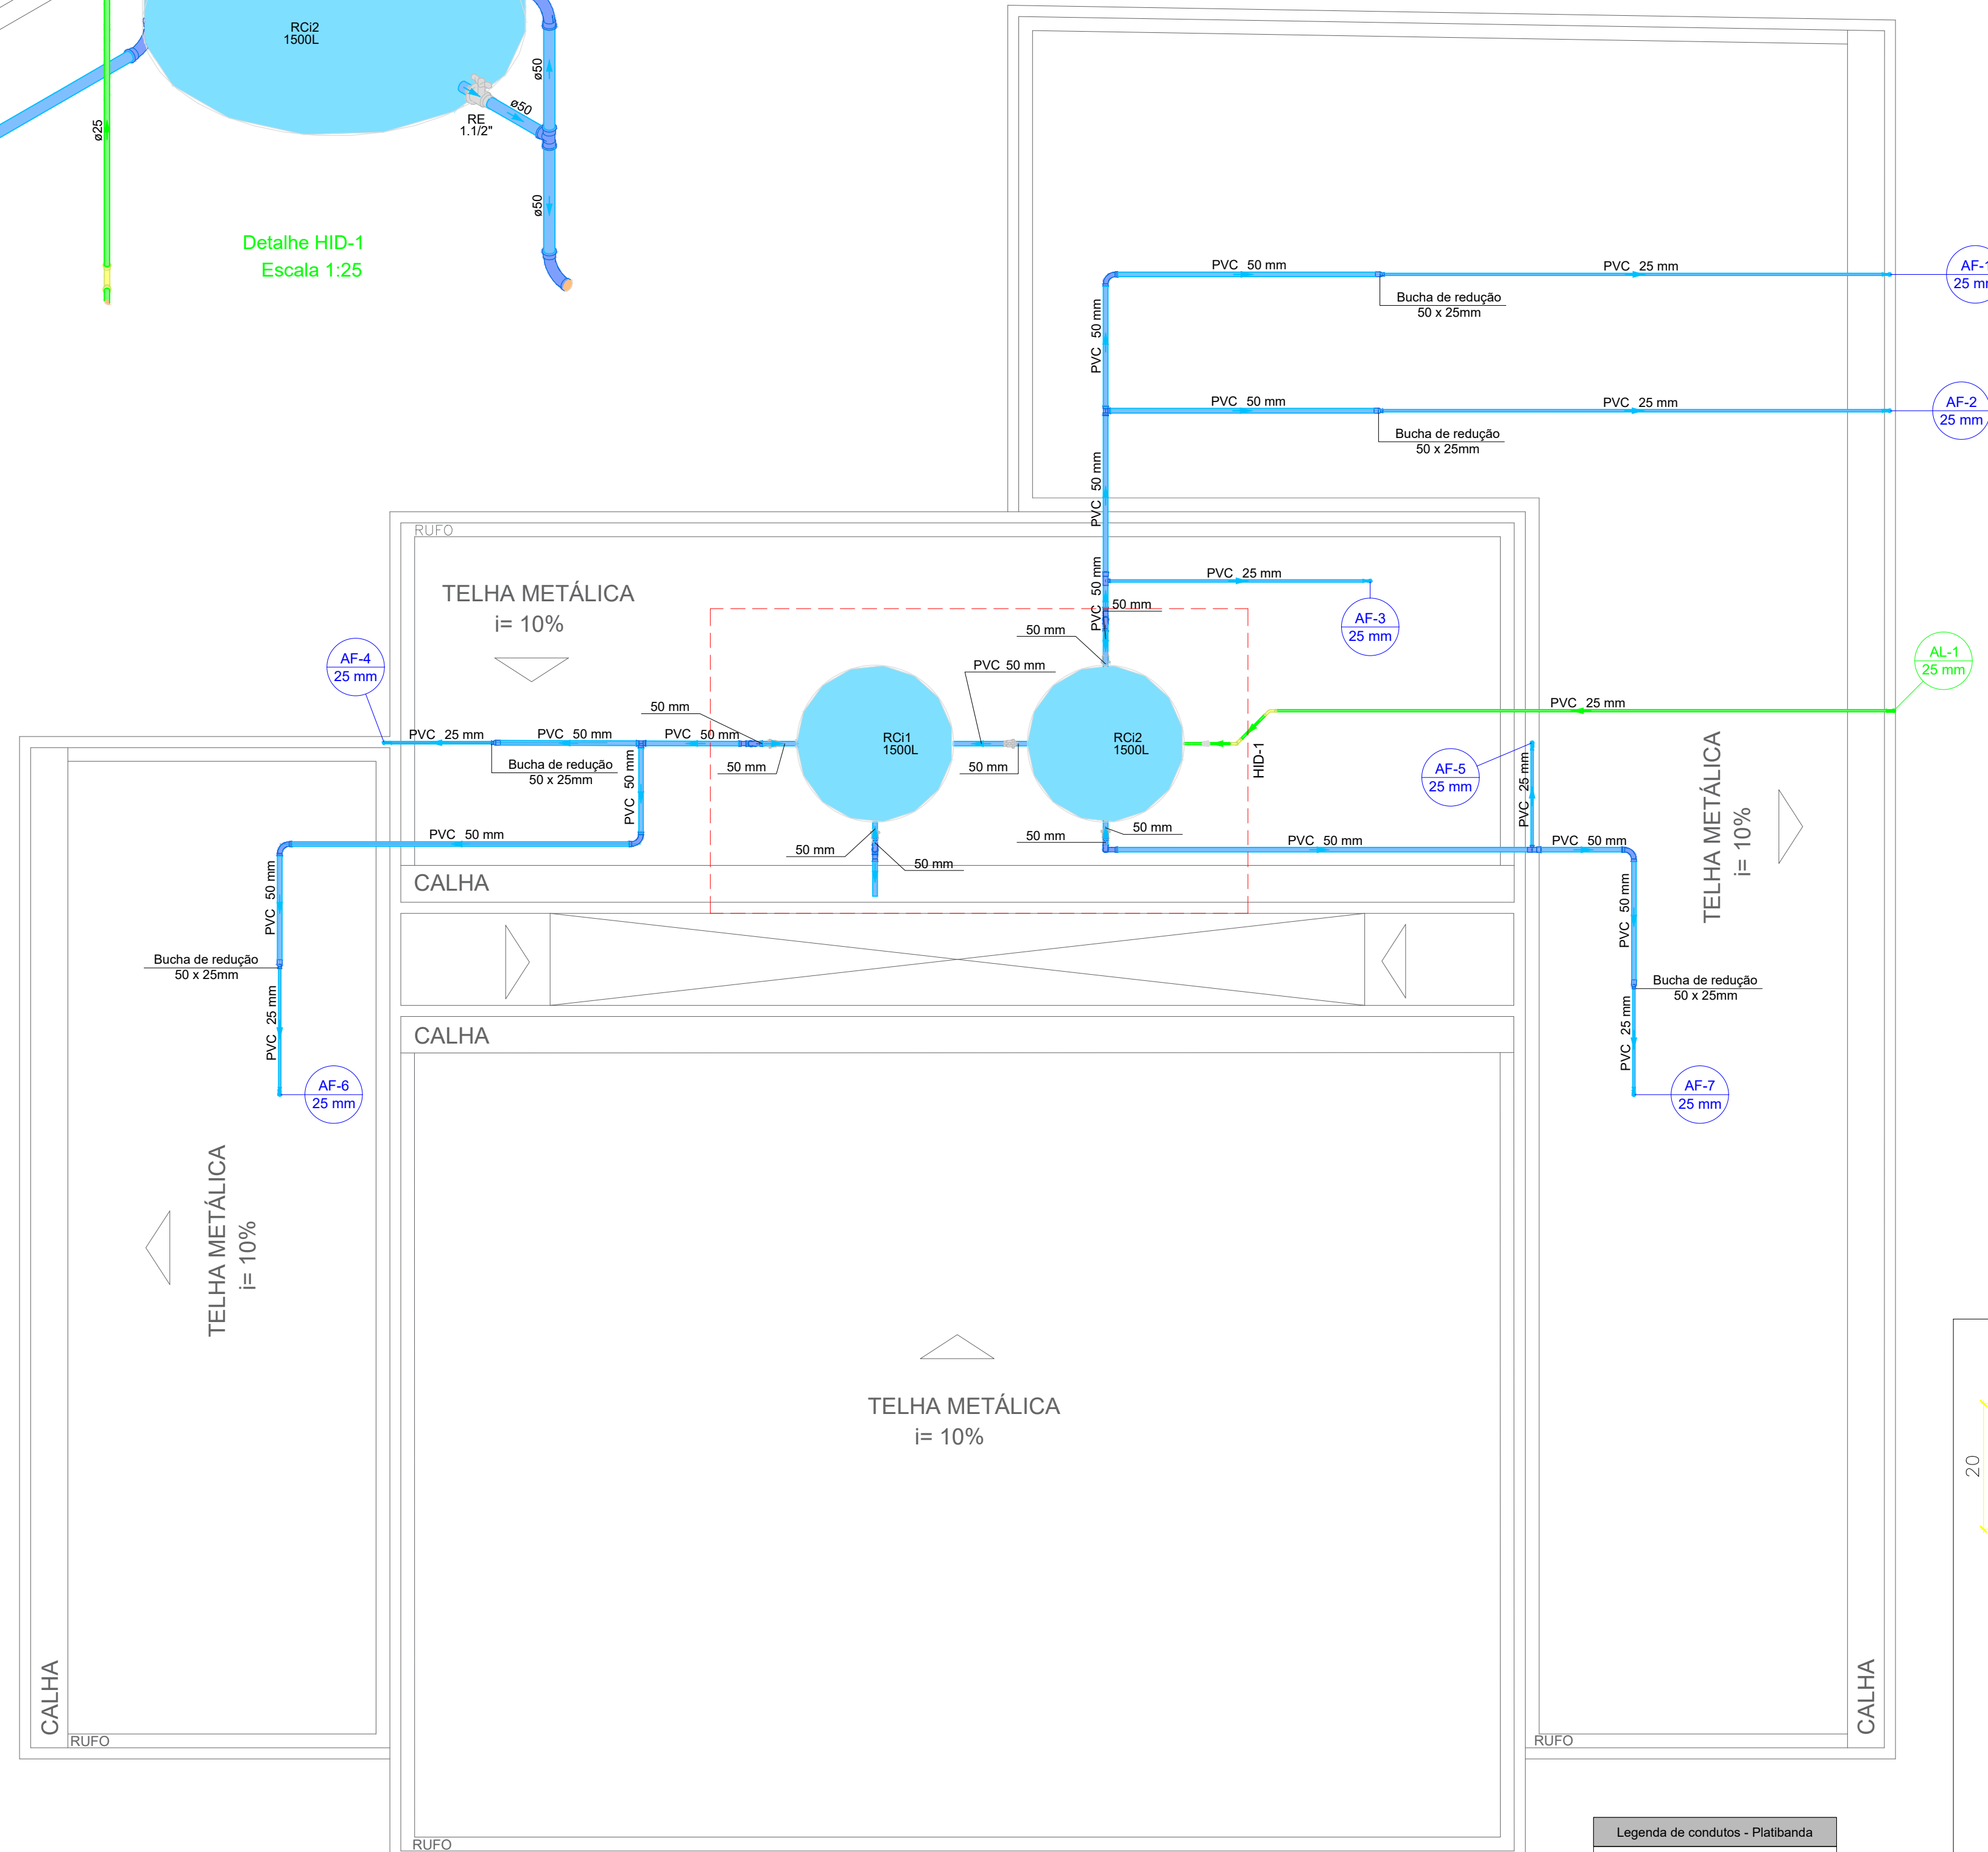 RCi2
1500L
ø50
ø50
RE
1.1/2"
ø25
ø50
Detalhe HID-1
Escala 1:25
PVC 50 mm
PVC 25 mm
AF-1
Bucha de redução
50 x 25mm
PVC 50 mm
PVC 50 mm
PVC 25 mm
AF-2
25 mm
Bucha de redução
50 x 25mm
PVC 50 mm
RUFO
TELHA METÁLICA
i= 10%
PVC 50 mm
PVC 25 mm
50 mm
AF-3
25 mm
50 mm
AF-4
25 mm
PVC 50 mm
AL-1
25 mm
PVC 25 mm
50 mm
PVC 25 mm
PVC 50 mm
PVC 50 mm
RCi1
1500L
RCi2
1500L
HID-1
Bucha de redução
50 x 25mm
50 mm
50 mm
PVC 50 mm
AF-5
25 mm
PVC 25 mm
TELHA METÁLICA
i= 10%
PVC 50 mm
50 mm
50 mm
50 mm
50 mm
PVC 50 mm
PVC 50 mm
CALHA
PVC 50 mm
PVC 50 mm
Bucha de redução
50 x 25mm
Bucha de redução
50 x 25mm
PVC 25 mm
PVC 25 mm
CALHA
AF-6
25 mm
AF-7
25 mm
TELHA METÁLICA
i= 10%
TELHA METÁLICA
i= 10%
20
CALHA
CALHA
RUFO
RUFO
RUFO
Legenda de condutos - Platibanda